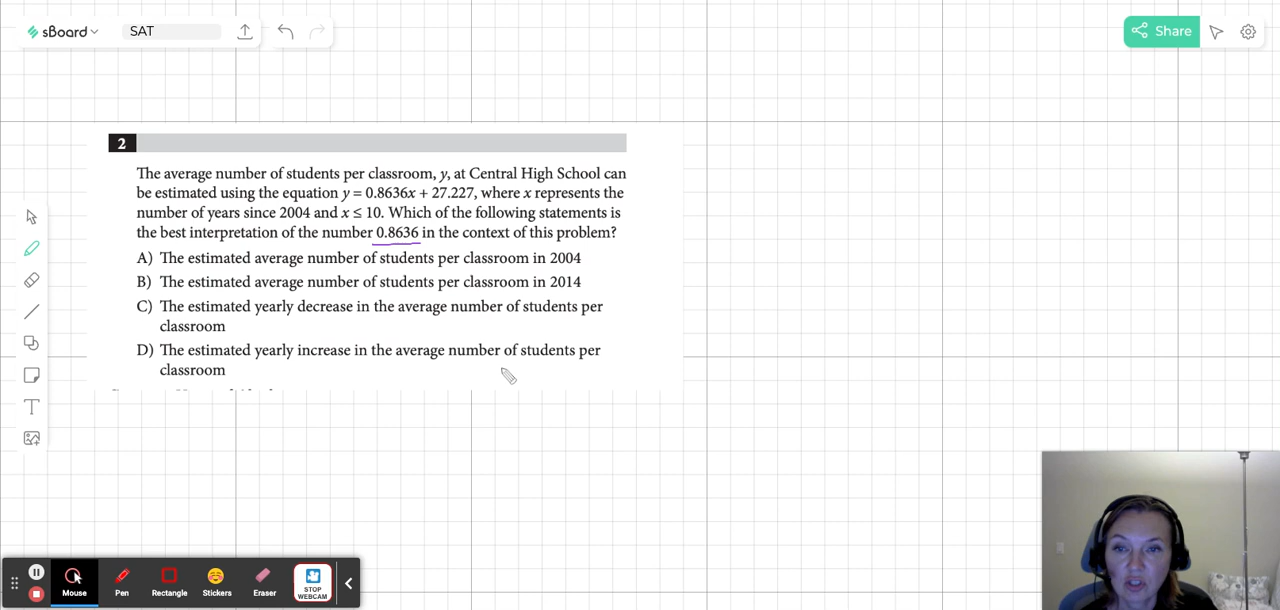 sBoard
SAT
Share
2
The average number of students per classroom, y, at Central High School can
be estimated using the equation y = 0.8636x + 27.227, where x represents the
number of years since 2004 and x ≤ 10. Which of the following statements is
the best interpretation of the number 0.8636 in the context of this problem?
A) The estimated average number of students per classroom in 2004
B) The estimated average number of students per classroom in 2014
C) The estimated yearly decrease in the average number of students per
classroom
D) The estimated yearly increase in the average number of students per
classroom
T
Mouse
Pen
Rectangle
Stickers
Eraser
STOP
WEBCAM